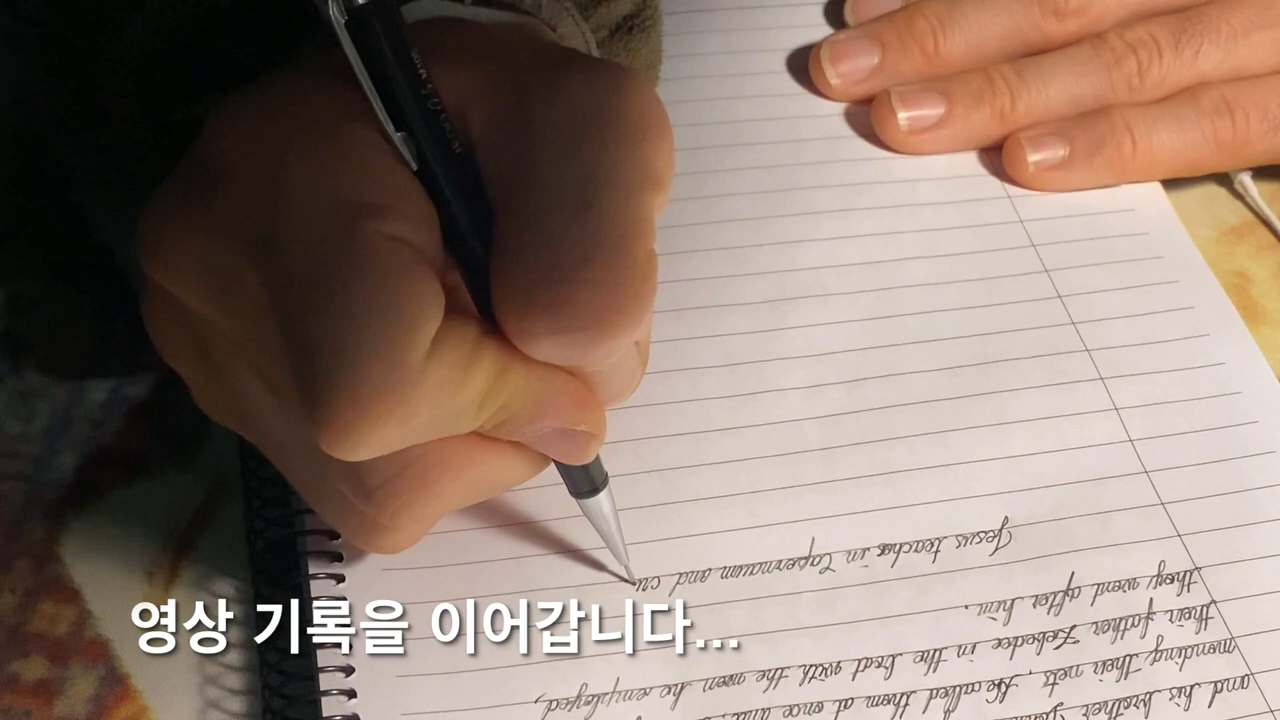 and his brother
mending their nets, He called them at once and,
their father Zebedee in the boat with the men he employed,
they went after him.
Jesus teaches in Capernaum and cu
영상 기록을 이어갑니다...